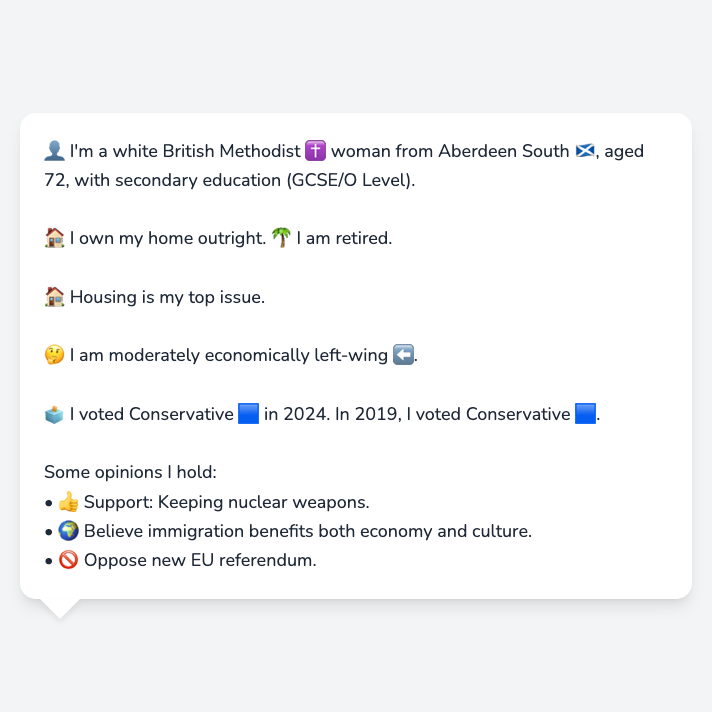 👤 I'm a white British Methodist ✝️ woman from Aberdeen South 🏴󠁧󠁢󠁳󠁣󠁴󠁿, aged
72, with secondary education (GCSE/O Level).
🏠 I own my home outright. 🌴 I am retired.
🏠 Housing is my top issue.
🤔 I am moderately economically left-wing ⬅️.
🗳️ I voted Conservative 🟦 in 2024. In 2019, I voted Conservative 🟦.
Some opinions I hold:
• 👍 Support: Keeping nuclear weapons.
• 🌍 Believe immigration benefits both economy and culture.
• 🚫 Oppose new EU referendum.